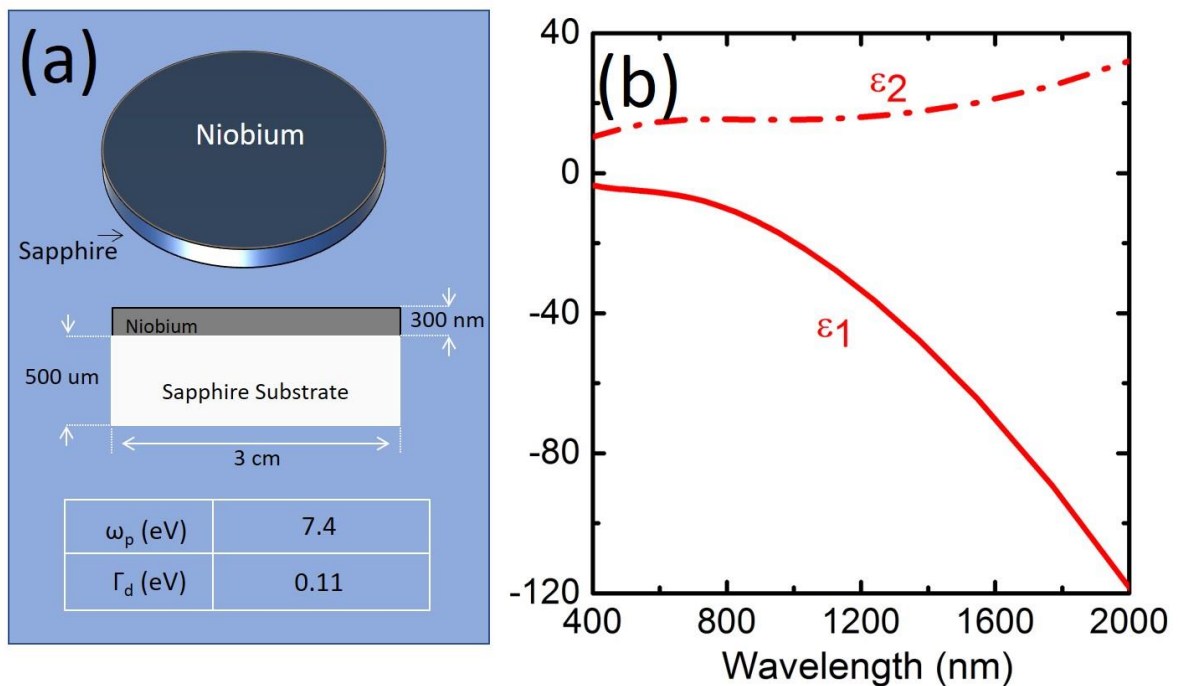 (a)
Niobium
Sapphire
Niobium
300 nm
500 um
Sapphire Substrate
3 cm
ωp (eV) 7.4
Γd (eV) 0.11
(b)
40
0
-40
-80
-120
ε2
ε1
400 800 1200 1600 2000
Wavelength (nm)